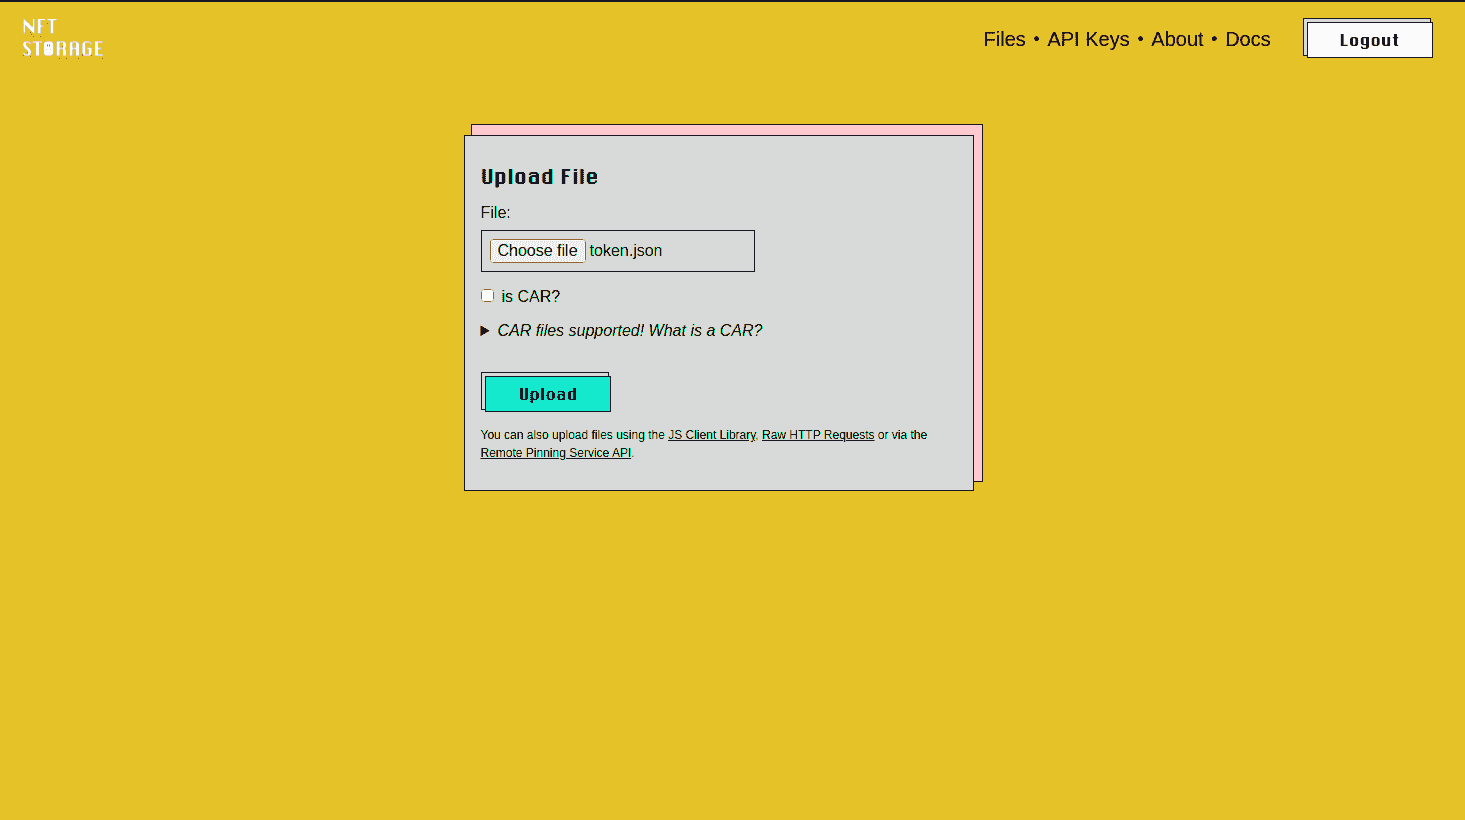 NFT
STORAGE
Files • API Keys • About • Docs
Logout
Upload File
File:
Choose file token.json
is CAR?
CAR files supported! What is a CAR?
Upload
You can also upload files using the JS Client Library, Raw HTTP Requests or via the
Remote Pinning Service API.